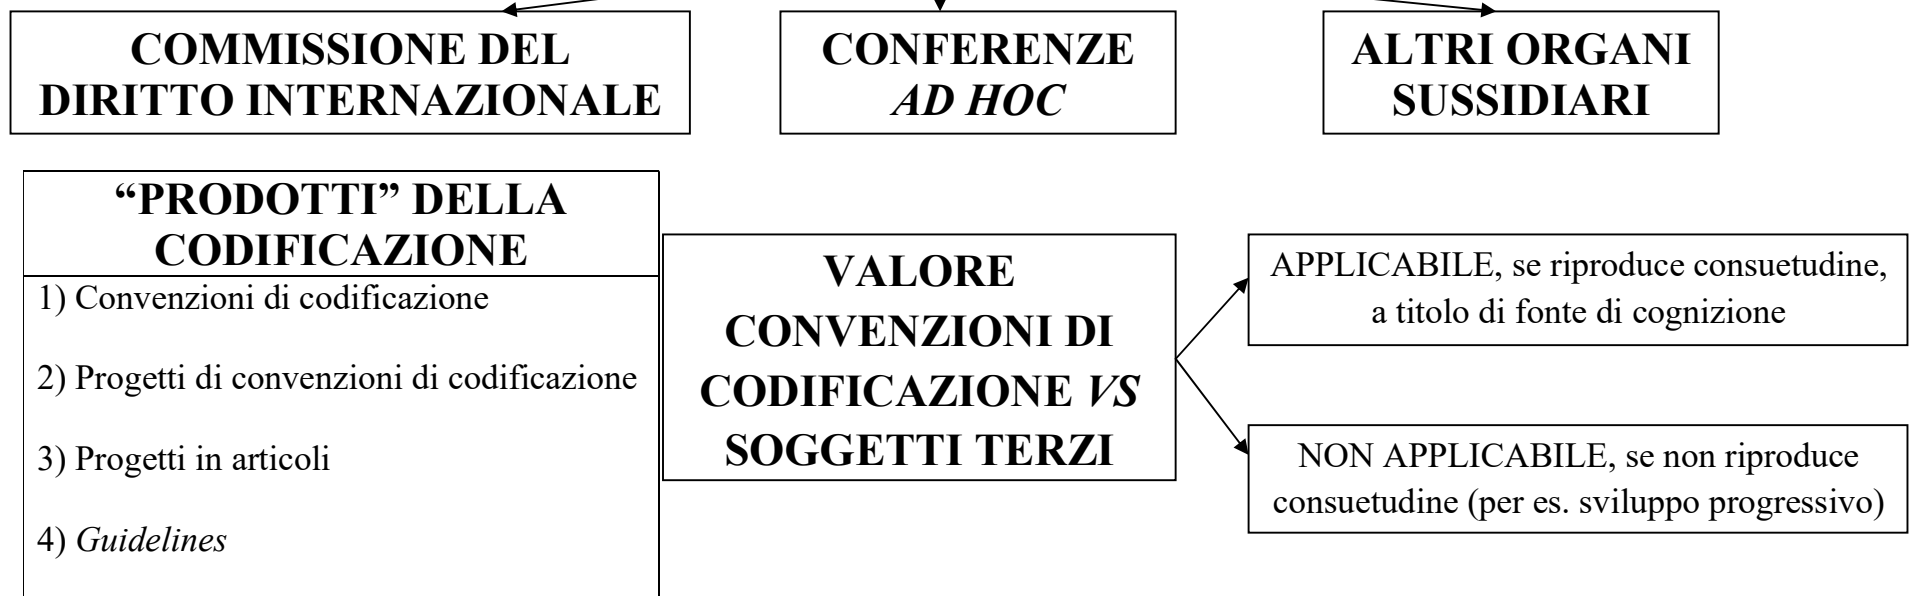 COMMISSIONE DEL
DIRITTO INTERNAZIONALE
CONFERENZE
AD HOC
ALTRI ORGANI
SUSSIDIARI
“PRODOTTI” DELLA
CODIFICAZIONE
1) Convenzioni di codificazione
2) Progetti di convenzioni di codificazione
3) Progetti in articoli
4) Guidelines
VALORE
CONVENZIONI DI
CODIFICAZIONE VS
SOGGETTI TERZI
APPLICABILE, se riproduce consuetudine,
a titolo di fonte di cognizione
NON APPLICABILE, se non riproduce
consuetudine (per es. sviluppo progressivo)